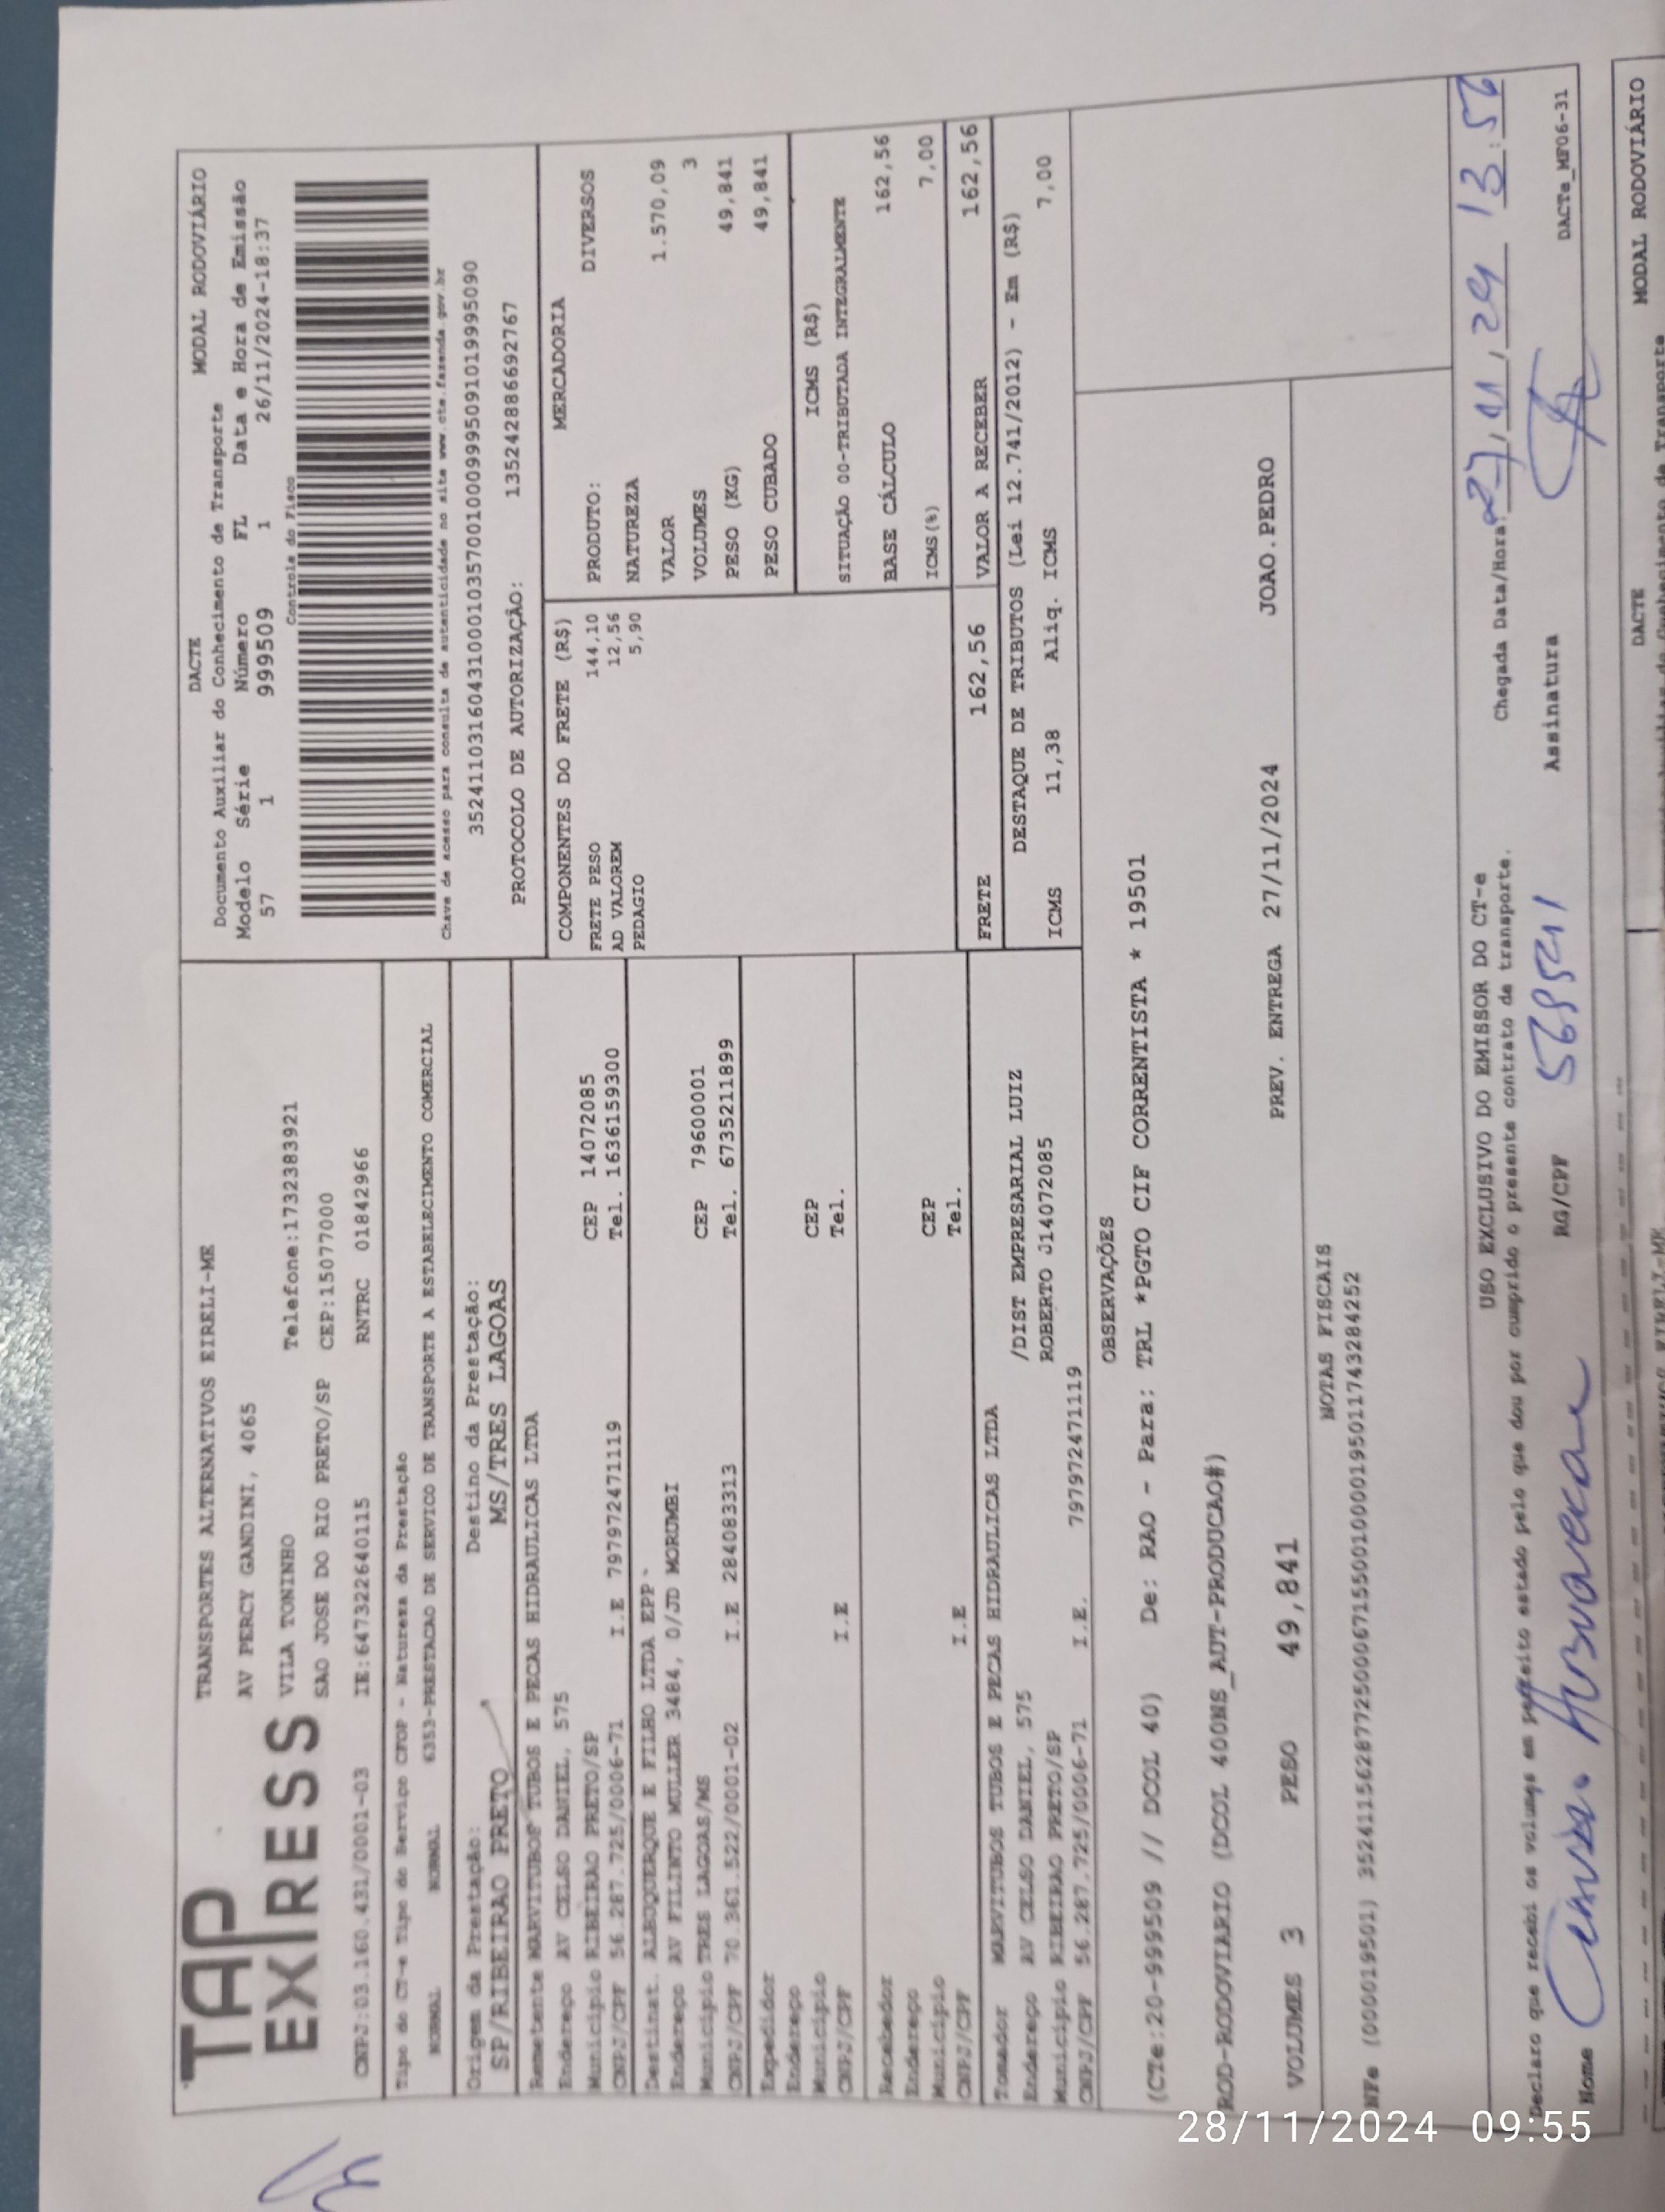 TAP
EXPRESS
TRANSPORTES ALTERNATIVOS EIRELI-ME
AV PERCY GANDINI, 4065
VILA TONINHO Telefone:1732383921
SAO JOSE DO RIO PRETO/SP CEP:15077000
CNPJ:03.160.431/0001-03 IE:647322640115 RNTRC 01842966
Tipo do CT-e Tipo do Serviço CFOP - Natureza da Prestação
NORMAL NORMAL 6353-PRESTACAO DE SERVICO DE TRANSPORTE A ESTABELECIMENTO COMERCIAL
Origem da Prestação: Destino da Prestação:
SP/RIBEIRAO PRETO MS/TRES LAGOAS
Remetente MARVITUBOS TUBOS E PECAS HIDRAULICAS LTDA
Endereço AV CELSO DANIEL, 575
Municipio RIBEIRAO PRETO/SP CEP 14072085
CNPJ/CPF 56.287.725/0006-71 I.E 797972471119 Tel. 1636159300
Destinat. ALBUQUERQUE E FILHO LTDA EPP
Endereço AV FILINTO MULLER 3484, 0/JD MORUMBI
Municipio TRES LAGOAS/MS CEP 79600001
CNPJ/CPF 70.361.522/0001-02 I.E 284083313 Tel. 673521 1899
Expedidor
Endereço
Municipio CEP
CNPJ/CPF I.E Tel.
Recebedor
Endereço
Municipio CEP
CNPJ/CPF I.E Tel.
Tomador MARVITUBOS TUBOS E PECAS HIDRAULICAS LTDA
Endereço AV CELSO DANIEL, 575 /DIST EMPRESARIAL LUIZ
Municipio RIBEIRAO PRETO/SP ROBERTO J14072085
CNPJ/CPF 56.287.725/0006-71 I.E. 797972471119
DACTE MODAL RODOVIÁRIO
Documento Auxiliar do Conhecimento de Transporte
Modelo Série Número FL Data e Hora de Emissão
57 1 999509 1 26/11/2024-18:37
Controle do Fisco
Chave de acesso para consulta de autenticidade no site www.cte.fazenda.gov.br
35241103160431000103570010009995091019995090
PROTOCOLO DE AUTORIZAÇÃO: 135242886692767
COMPONENTES DO FRETE (R$)
FRETE PESO 144,10
AD VALOREM 12,56
PEDAGIO 5,90
MERCADORIA
PRODUTO: DIVERSOS
NATUREZA
VALOR 1.570,09
VOLUMES 3
PESO (KG) 49,841
PESO CUBADO 49,841
ICMS (R$)
SITUAÇÃO 00-TRIBUTADA INTEGRALMENTE
BASE CÁLCULO 162,56
ICMS(%) 7,00
FRETE 162,56 VALOR A RECEBER 162,56
DESTAQUE DE TRIBUTOS (Lei 12.741/2012) - Em (R$)
ICMS 11,38 Aliq. ICMS 7,00
OBSERVAÇÕES
(CTe:20-999509 // DCOL 40) De: RAO - Para: TRL *PGTO CIF CORRENTISTA * 19501
ROD-RODOVIARIO (DCOL 400NS_AUT-PRODUCAO#)
VOLUMES 3 PESO 49,841 PREV. ENTREGA 27/11/2024 JOAO.PEDRO
NOTAS FISCAIS
NFe (000019501) 35241156287725000671550010000195011743284252
USO EXCLUSIVO DO EMISSOR DO CT-e
Declaro que recebi os volumes em perfeito estado pelo que dou por cumprido o presente contrato de transporte.
Chegada Data/Hora: 27/11/24 13:56
Nome RG/CPF 568541 Assinatura
DACTe_MF06-31
DACTE MODAL RODOVIÁRIO
28/11/2024 09:55